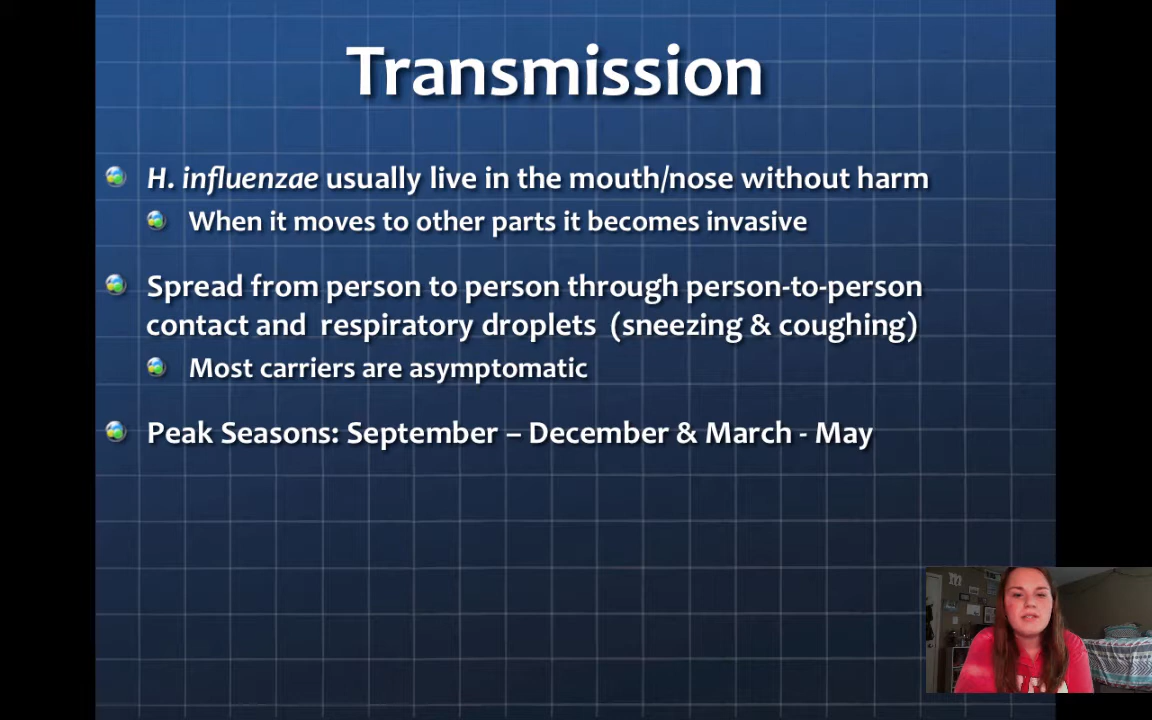 Transmission
H. influenzae usually live in the mouth/nose without harm
When it moves to other parts it becomes invasive
Spread from person to person through person-to-person
contact and respiratory droplets (sneezing & coughing)
Most carriers are asymptomatic
Peak Seasons: September – December & March - May
m